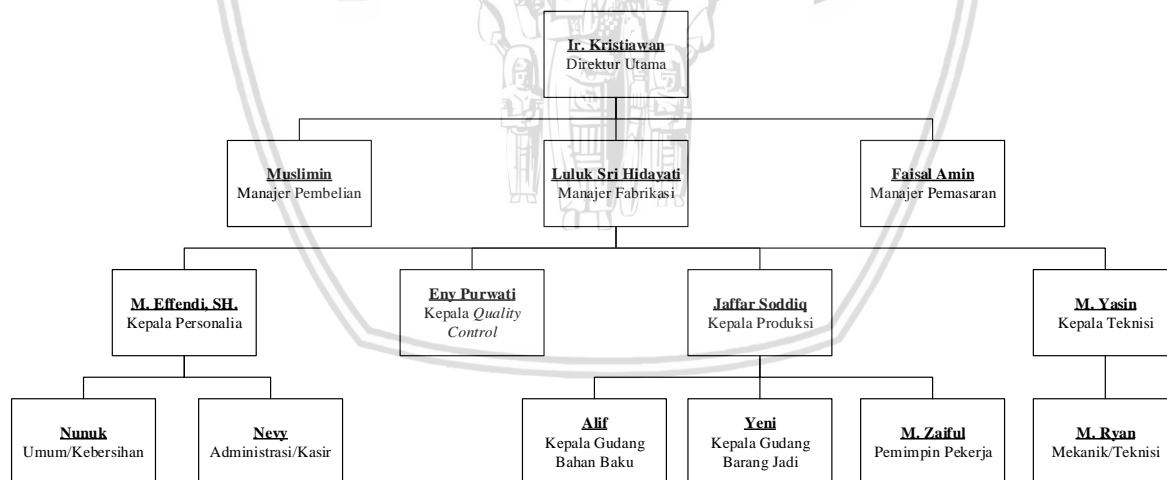 Ir. Kristiawan
Direktur Utama
Muslimin
Manajer Pembelian
Luluk Sri Hidayati
Manajer Fabrikasi
Faisal Amin
Manajer Pemasaran
M. Effendi, SH.
Kepala Personalia
Eny Purwati
Kepala Quality
Control
Jaffar Soddiq
Kepala Produksi
M. Yasin
Kepala Teknisi
Nunuk
Umum/Kebersihan
Nevy
Administrasi/Kasir
Alif
Kepala Gudang
Bahan Baku
Yeni
Kepala Gudang
Barang Jadi
M. Zaiful
Pemimpin Pekerja
M. Ryan
Mekanik/Teknisi